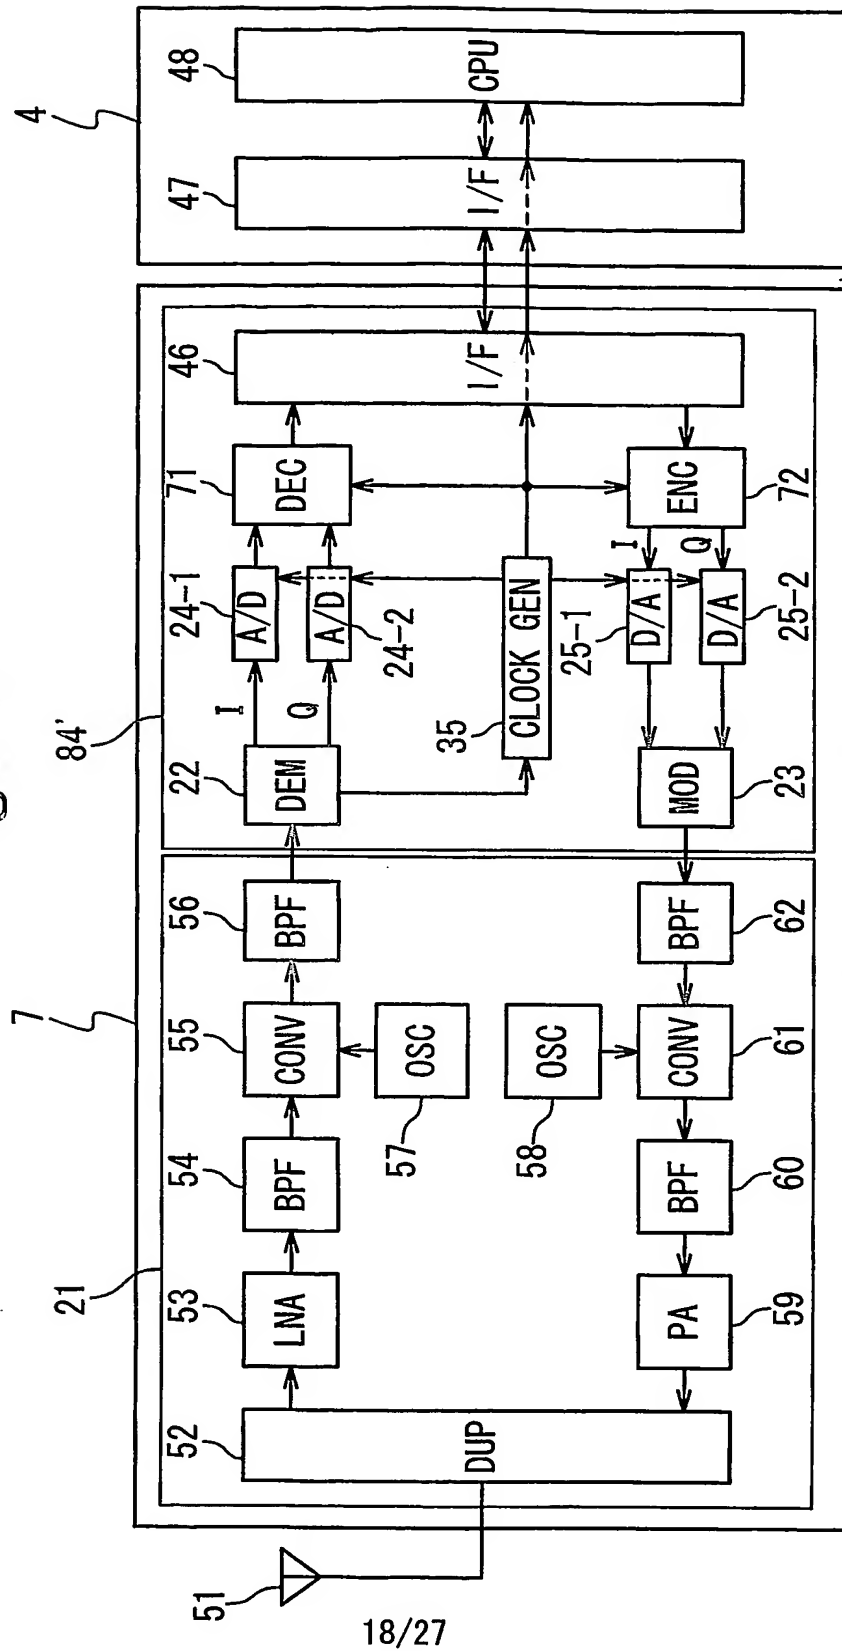 4
47
I/F
48
CPU
7
84'
22
DEM
I
Q
24-1
A/D
A/D
24-2
71
DEC
46
I/F
35
CLOCK GEN
23
MOD
25-1
D/A
D/A
25-2
I
Q
ENC
72
21
52
DUP
53
LNA
54
BPF
55
CONV
56
BPF
OSC
57
OSC
58
PA
59
BPF
60
CONV
61
BPF
62
51
18/27